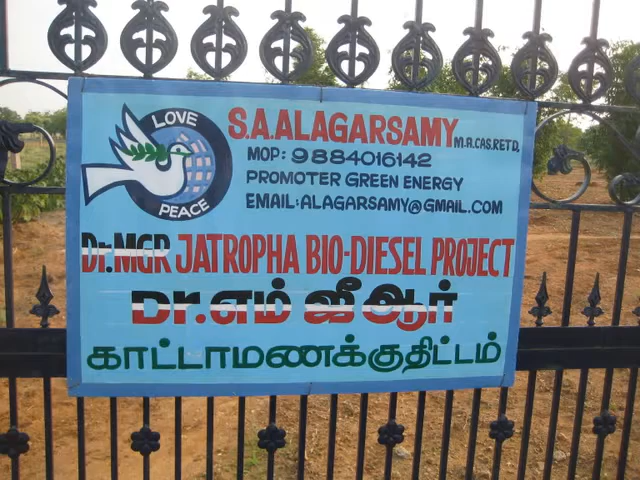 LOVE
PEACE
S.A.ALAGARSAMY M.A.CAS.RETD,
MOP: 9884016142
PROMOTER GREEN ENERGY
EMAIL:ALAGARSAMY@GMAIL.COM
Dr.MGR JATROPHA BIO-DIESEL PROJECT
Dr.எம் ஜீ ஆர்
காட்டாமணக்குதிட்டம்